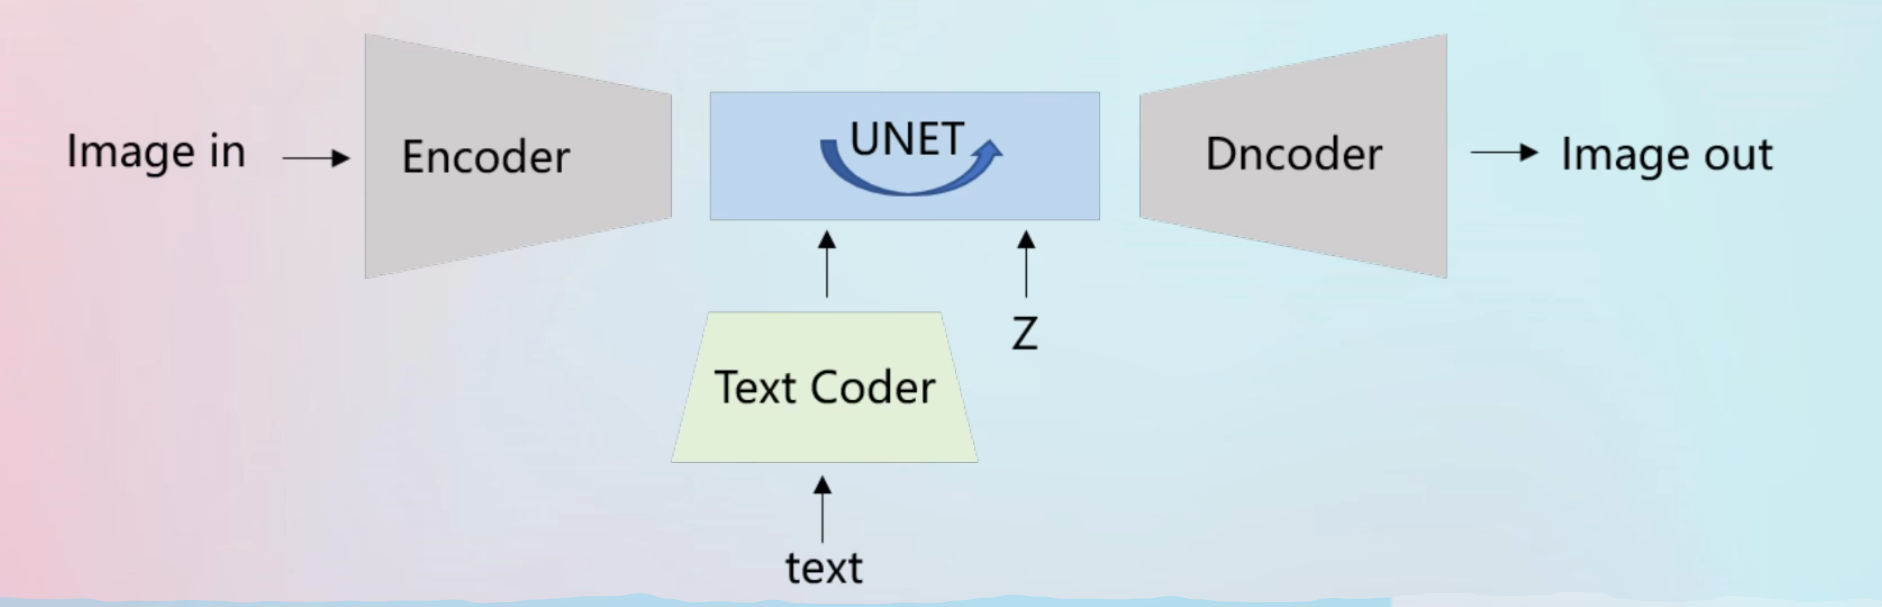 Image in
Encoder
UNET
Dncoder
Image out
Z
Text Coder
text